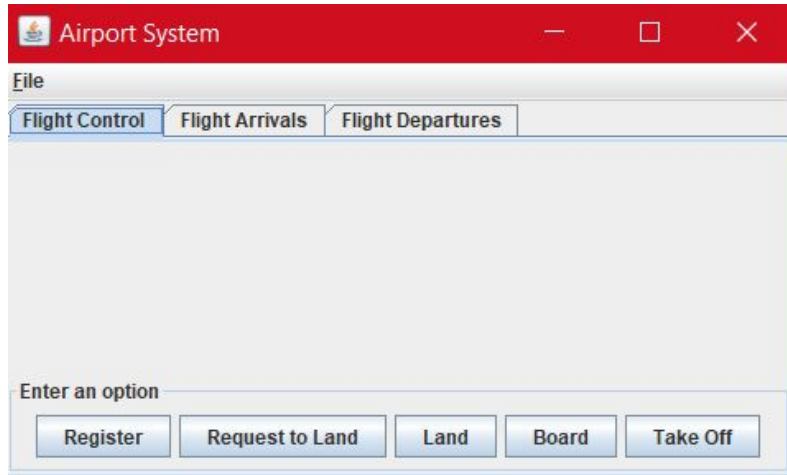 Airport System
File
Flight Control Flight Arrivals Flight Departures
Enter an option
Register Request to Land Land Board Take Off